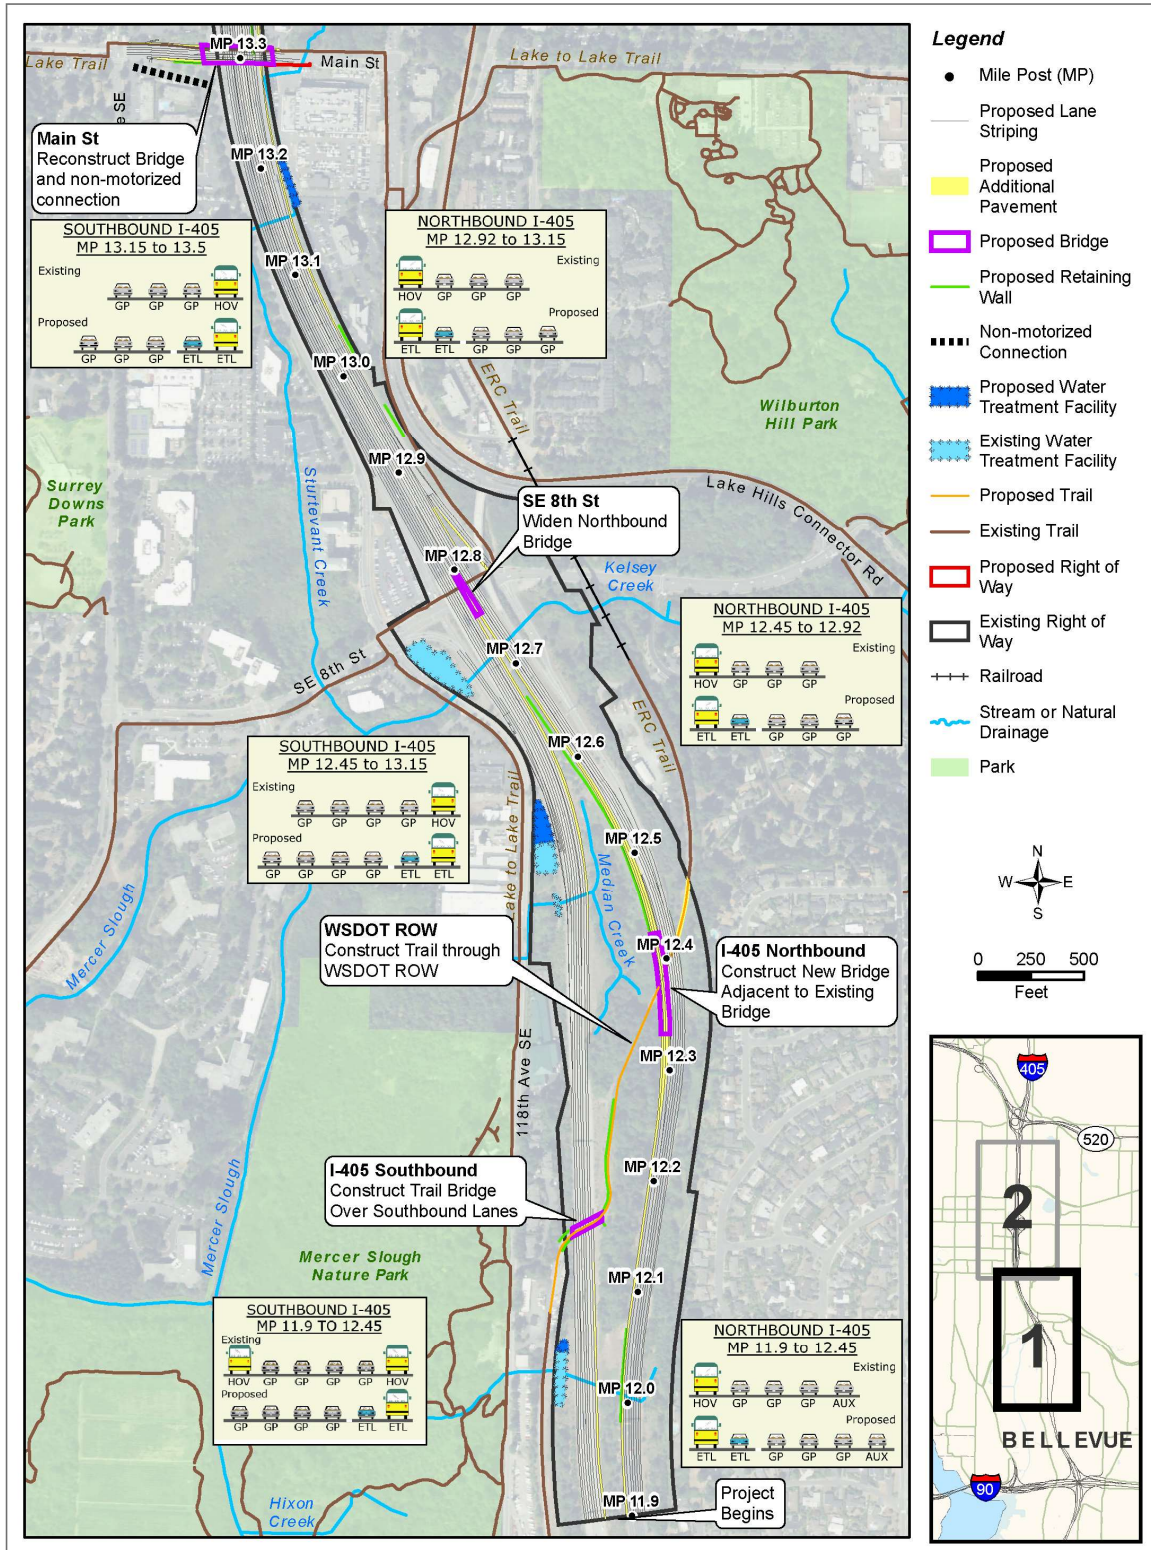 MP 13.3
Lake Trail
Main St
Lake to Lake Trail
e SE
Main St
Reconstruct Bridge
and non-motorized
connection
MP 13.2
SOUTHBOUND I-405
MP 13.15 to 13.5
Existing
GP GP GP HOV
Proposed
GP GP GP ETL ETL
NORTHBOUND I-405
MP 12.92 to 13.15
Existing
HOV GP GP GP
Proposed
ETL ETL GP GP GP
MP 13.1
MP 13.0
ERC Trail
Wilburton
Hill Park
MP 12.9
Surrey
Downs
Park
Sturtevant Creek
Lake Hills Connector Rd
SE 8th St
Widen Northbound
Bridge
MP 12.8
Kelsey
Creek
NORTHBOUND I-405
MP 12.45 to 12.92
Existing
HOV GP GP GP
Proposed
ETL ETL GP GP GP
MP 12.7
SE 8th St
ERC Trail
MP 12.6
SOUTHBOUND I-405
MP 12.45 to 13.15
Existing
GP GP GP GP HOV
Proposed
GP GP GP GP ETL ETL
Lake to Lake Trail
MP 12.5
Median Creek
Mercer Slough
WSDOT ROW
Construct Trail through
WSDOT ROW
MP 12.4
I-405 Northbound
Construct New Bridge
Adjacent to Existing
Bridge
MP 12.3
118th Ave SE
I-405 Southbound
Construct Trail Bridge
Over Southbound Lanes
MP 12.2
Mercer Slough
Mercer Slough
Nature Park
MP 12.1
SOUTHBOUND I-405
MP 11.9 TO 12.45
Existing
HOV GP GP GP GP HOV
Proposed
GP GP GP GP ETL ETL
NORTHBOUND I-405
MP 11.9 to 12.45
Existing
HOV GP GP GP AUX
Proposed
ETL ETL GP GP GP AUX
MP 12.0
Hixon
Creek
MP 11.9
Project
Begins
Legend
Mile Post (MP)
Proposed Lane
Striping
Proposed
Additional
Pavement
Proposed Bridge
Proposed Retaining
Wall
Non-motorized
Connection
Proposed Water
Treatment Facility
Existing Water
Treatment Facility
Proposed Trail
Existing Trail
Proposed Right of
Way
Existing Right of
Way
Railroad
Stream or Natural
Drainage
Park
N
W E
S
0 250 500
Feet
405
520
2
1
BELLEVUE
90